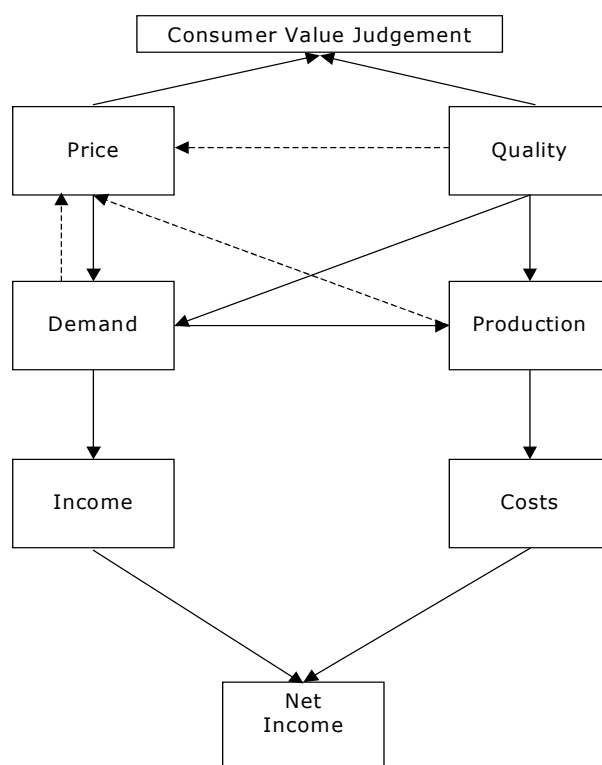 Consumer Value Judgement
Price
Quality
Demand
Production
Income
Costs
Net
Income